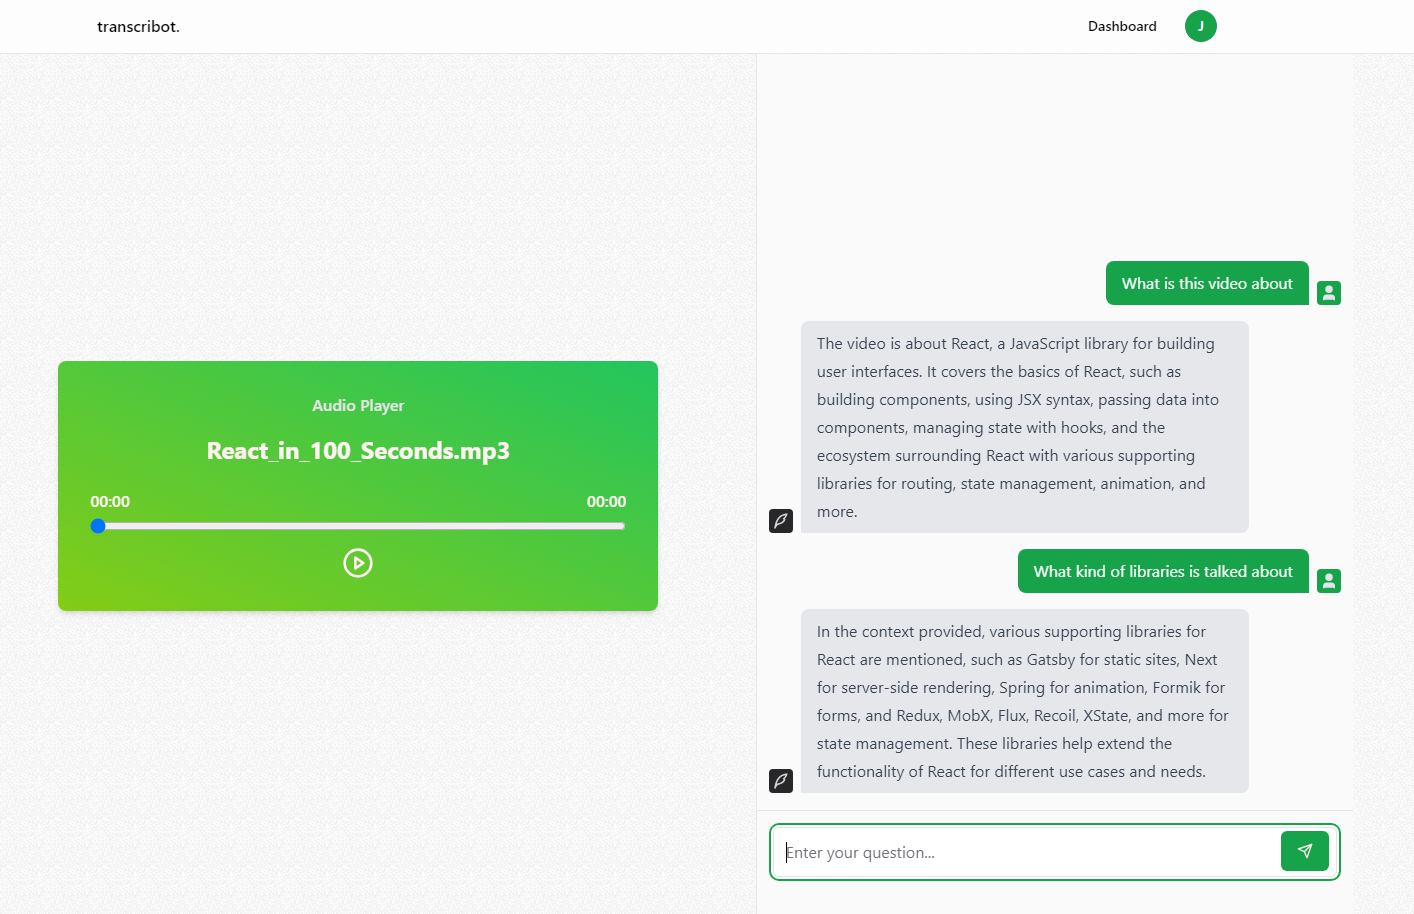 transcribot.
Dashboard
J
Audio Player
React_in_100_Seconds.mp3
00:00
00:00
What is this video about
The video is about React, a JavaScript library for building
user interfaces. It covers the basics of React, such as
building components, using JSX syntax, passing data into
components, managing state with hooks, and the
ecosystem surrounding React with various supporting
libraries for routing, state management, animation, and
more.
What kind of libraries is talked about
In the context provided, various supporting libraries for
React are mentioned, such as Gatsby for static sites, Next
for server-side rendering, Spring for animation, Formik for
forms, and Redux, MobX, Flux, Recoil, XState, and more for
state management. These libraries help extend the
functionality of React for different use cases and needs.
Enter your question...